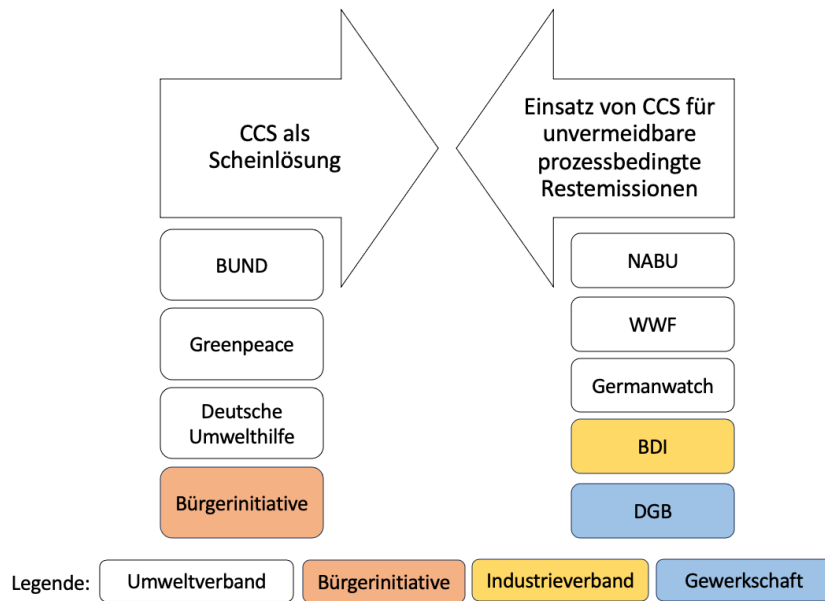 CCS als
Scheinlösung
Einsatz von CCS für
unvermeidbare
prozessbedingte
Restemissionen
BUND
Greenpeace
Deutsche
Umwelthilfe
Bürgerinitiative
NABU
WWF
Germanwatch
BDI
DGB
Legende:
Umweltverband
Bürgerinitiative
Industrieverband
Gewerkschaft